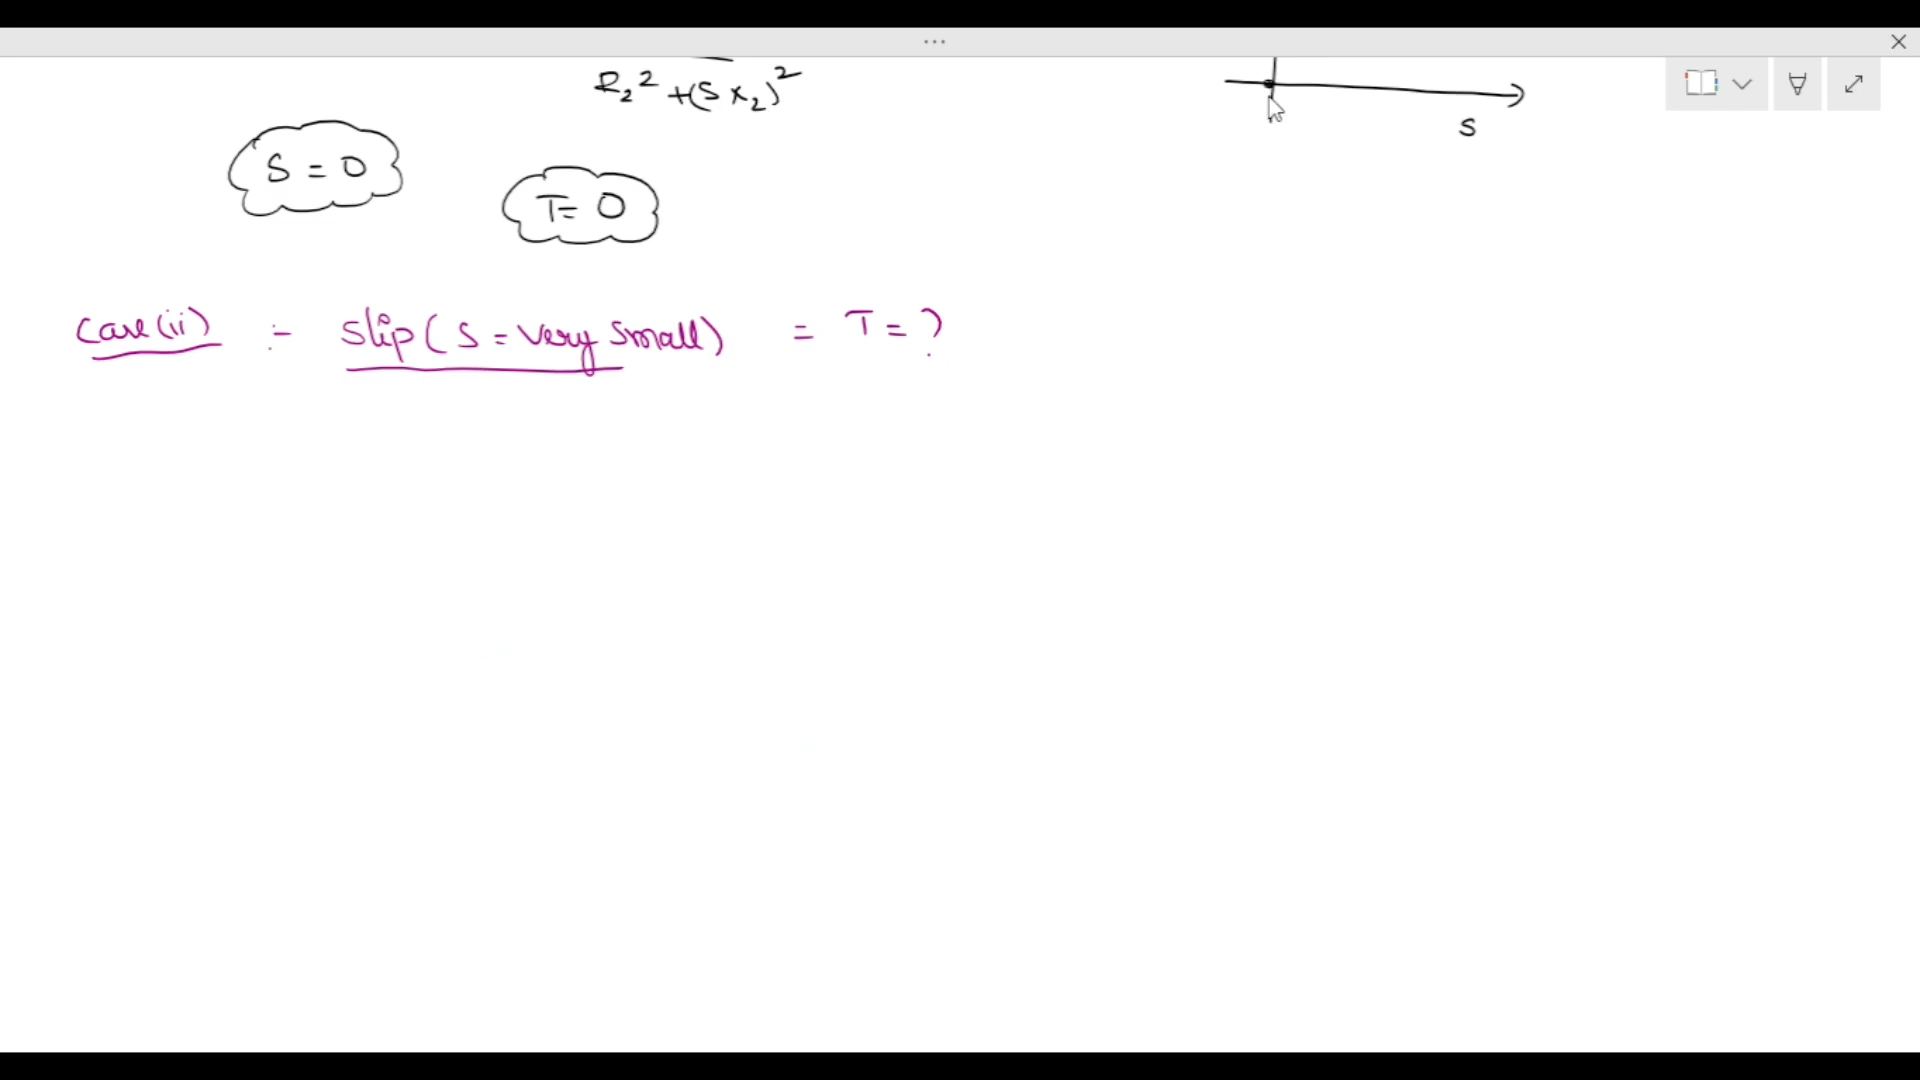 R₂² + (S X₂)²
S
S = 0
T = 0
Case (ii) :- Slip (S = Very Small) = T = ?